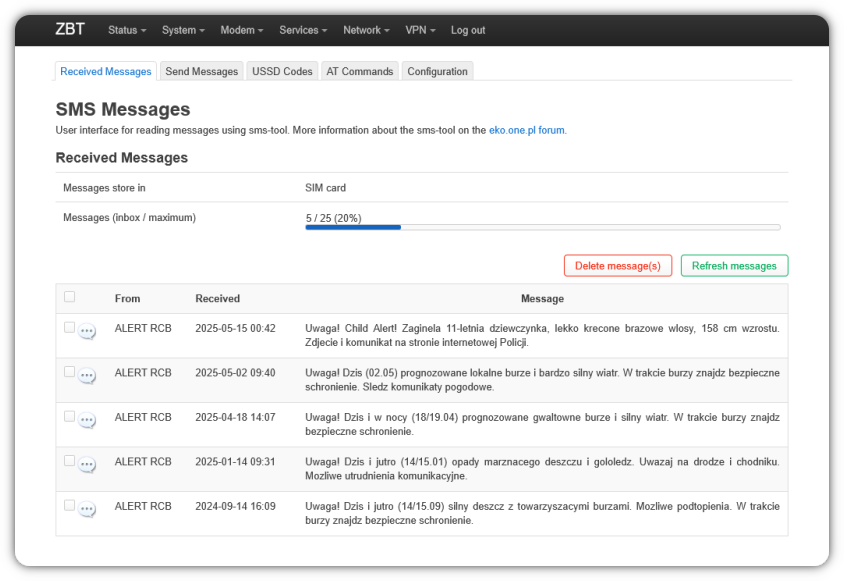 ZBT Status System Modem Services Network VPN Log out
Received Messages Send Messages USSD Codes AT Commands Configuration
SMS Messages
User interface for reading messages using sms-tool. More information about the sms-tool on the eko.one.pl forum.
Received Messages
Messages store in SIM card
Messages (inbox / maximum) 5 / 25 (20%)
Delete message(s) Refresh messages
From Received Message
ALERT RCB 2025-05-15 00:42 Uwaga! Child Alert! Zaginela 11-letnia dziewczynka, lekko krecone brazowe wlosy, 158 cm wzrostu.
Zdjecie i komunikat na stronie internetowej Policji.
ALERT RCB 2025-05-02 09:40 Uwaga! Dzis (02.05) prognozowane lokalne burze i bardzo silny wiatr. W trakcie burzy znajdz bezpieczne
schronienie. Sledz komunikaty pogodowe.
ALERT RCB 2025-04-18 14:07 Uwaga! Dzis i w nocy (18/19.04) prognozowane gwaltowne burze i silny wiatr. W trakcie burzy znajdz
bezpieczne schronienie.
ALERT RCB 2025-01-14 09:31 Uwaga! Dzis i jutro (14/15.01) opady marznacego deszczu i gololedz. Uwazaj na drodze i chodniku.
Mozliwe utrudnienia komunikacyjne.
ALERT RCB 2024-09-14 16:09 Uwaga! Dzis i jutro (14/15.09) silny deszcz z towarzyszacymi burzami. Mozliwe podtopienia. W trakcie
burzy znajdz bezpieczne schronienie.